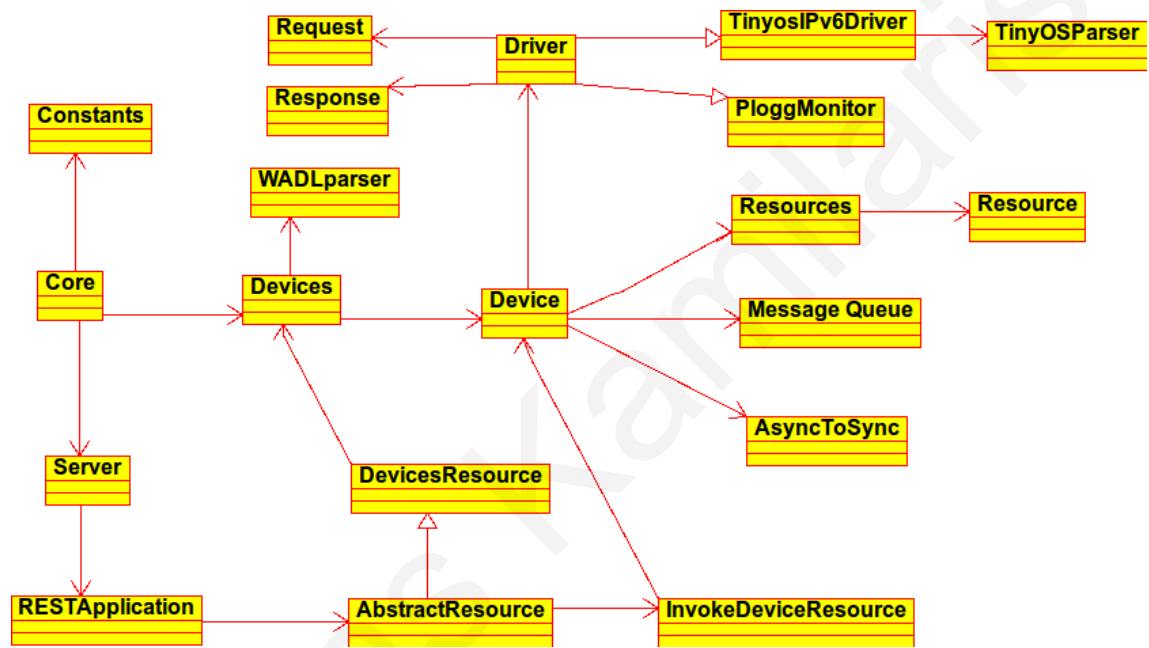 Request
TinyosIPv6Driver
TinyOSParser
Driver
Response
PloggMonitor
Constants
WADLparser
Resources
Resource
Core
Devices
Device
Message Queue
AsyncToSync
Server
DevicesResource
RESTApplication
AbstractResource
InvokeDeviceResource
s Kamilaris